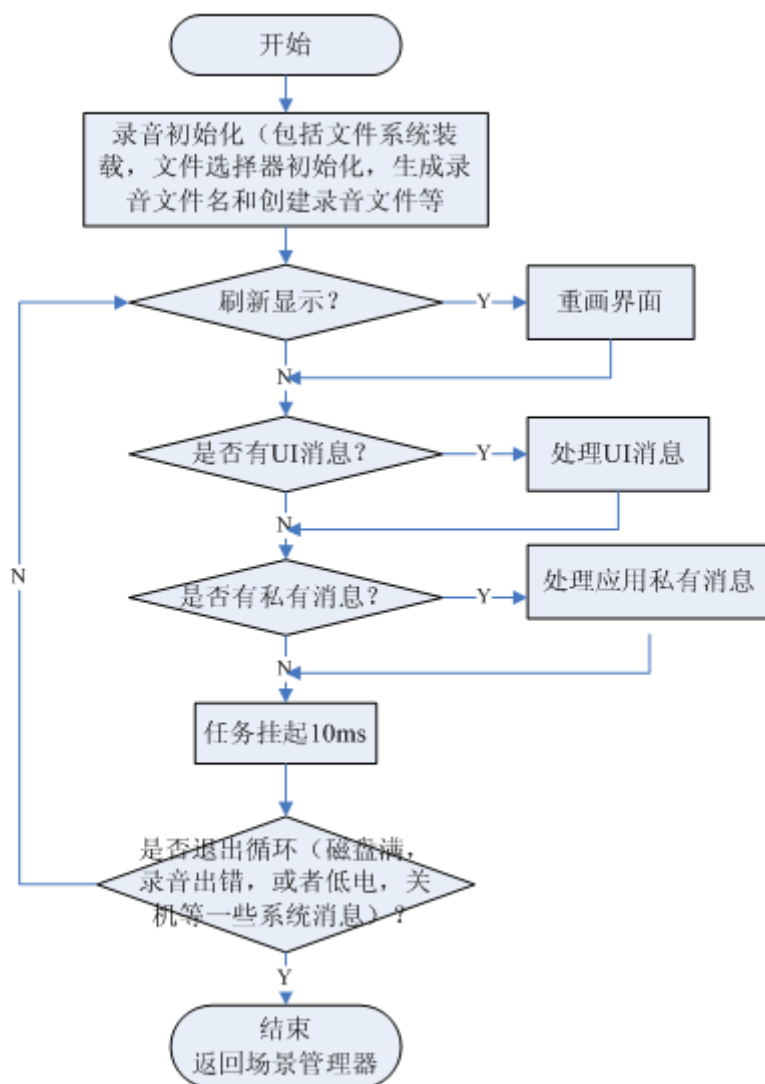 开始
录音初始化（包括文件系统装
载，文件选择器初始化，生成录
音文件名和创建录音文件等
刷新显示？
Y
重画界面
N
是否有UI消息？
Y
处理UI消息
N
是否有私有消息？
Y
处理应用私有消息
N
N
任务挂起10ms
是否退出循环（磁盘满，
录音出错，或者低电，关
机等一些系统消息）？
Y
结束
返回场景管理器